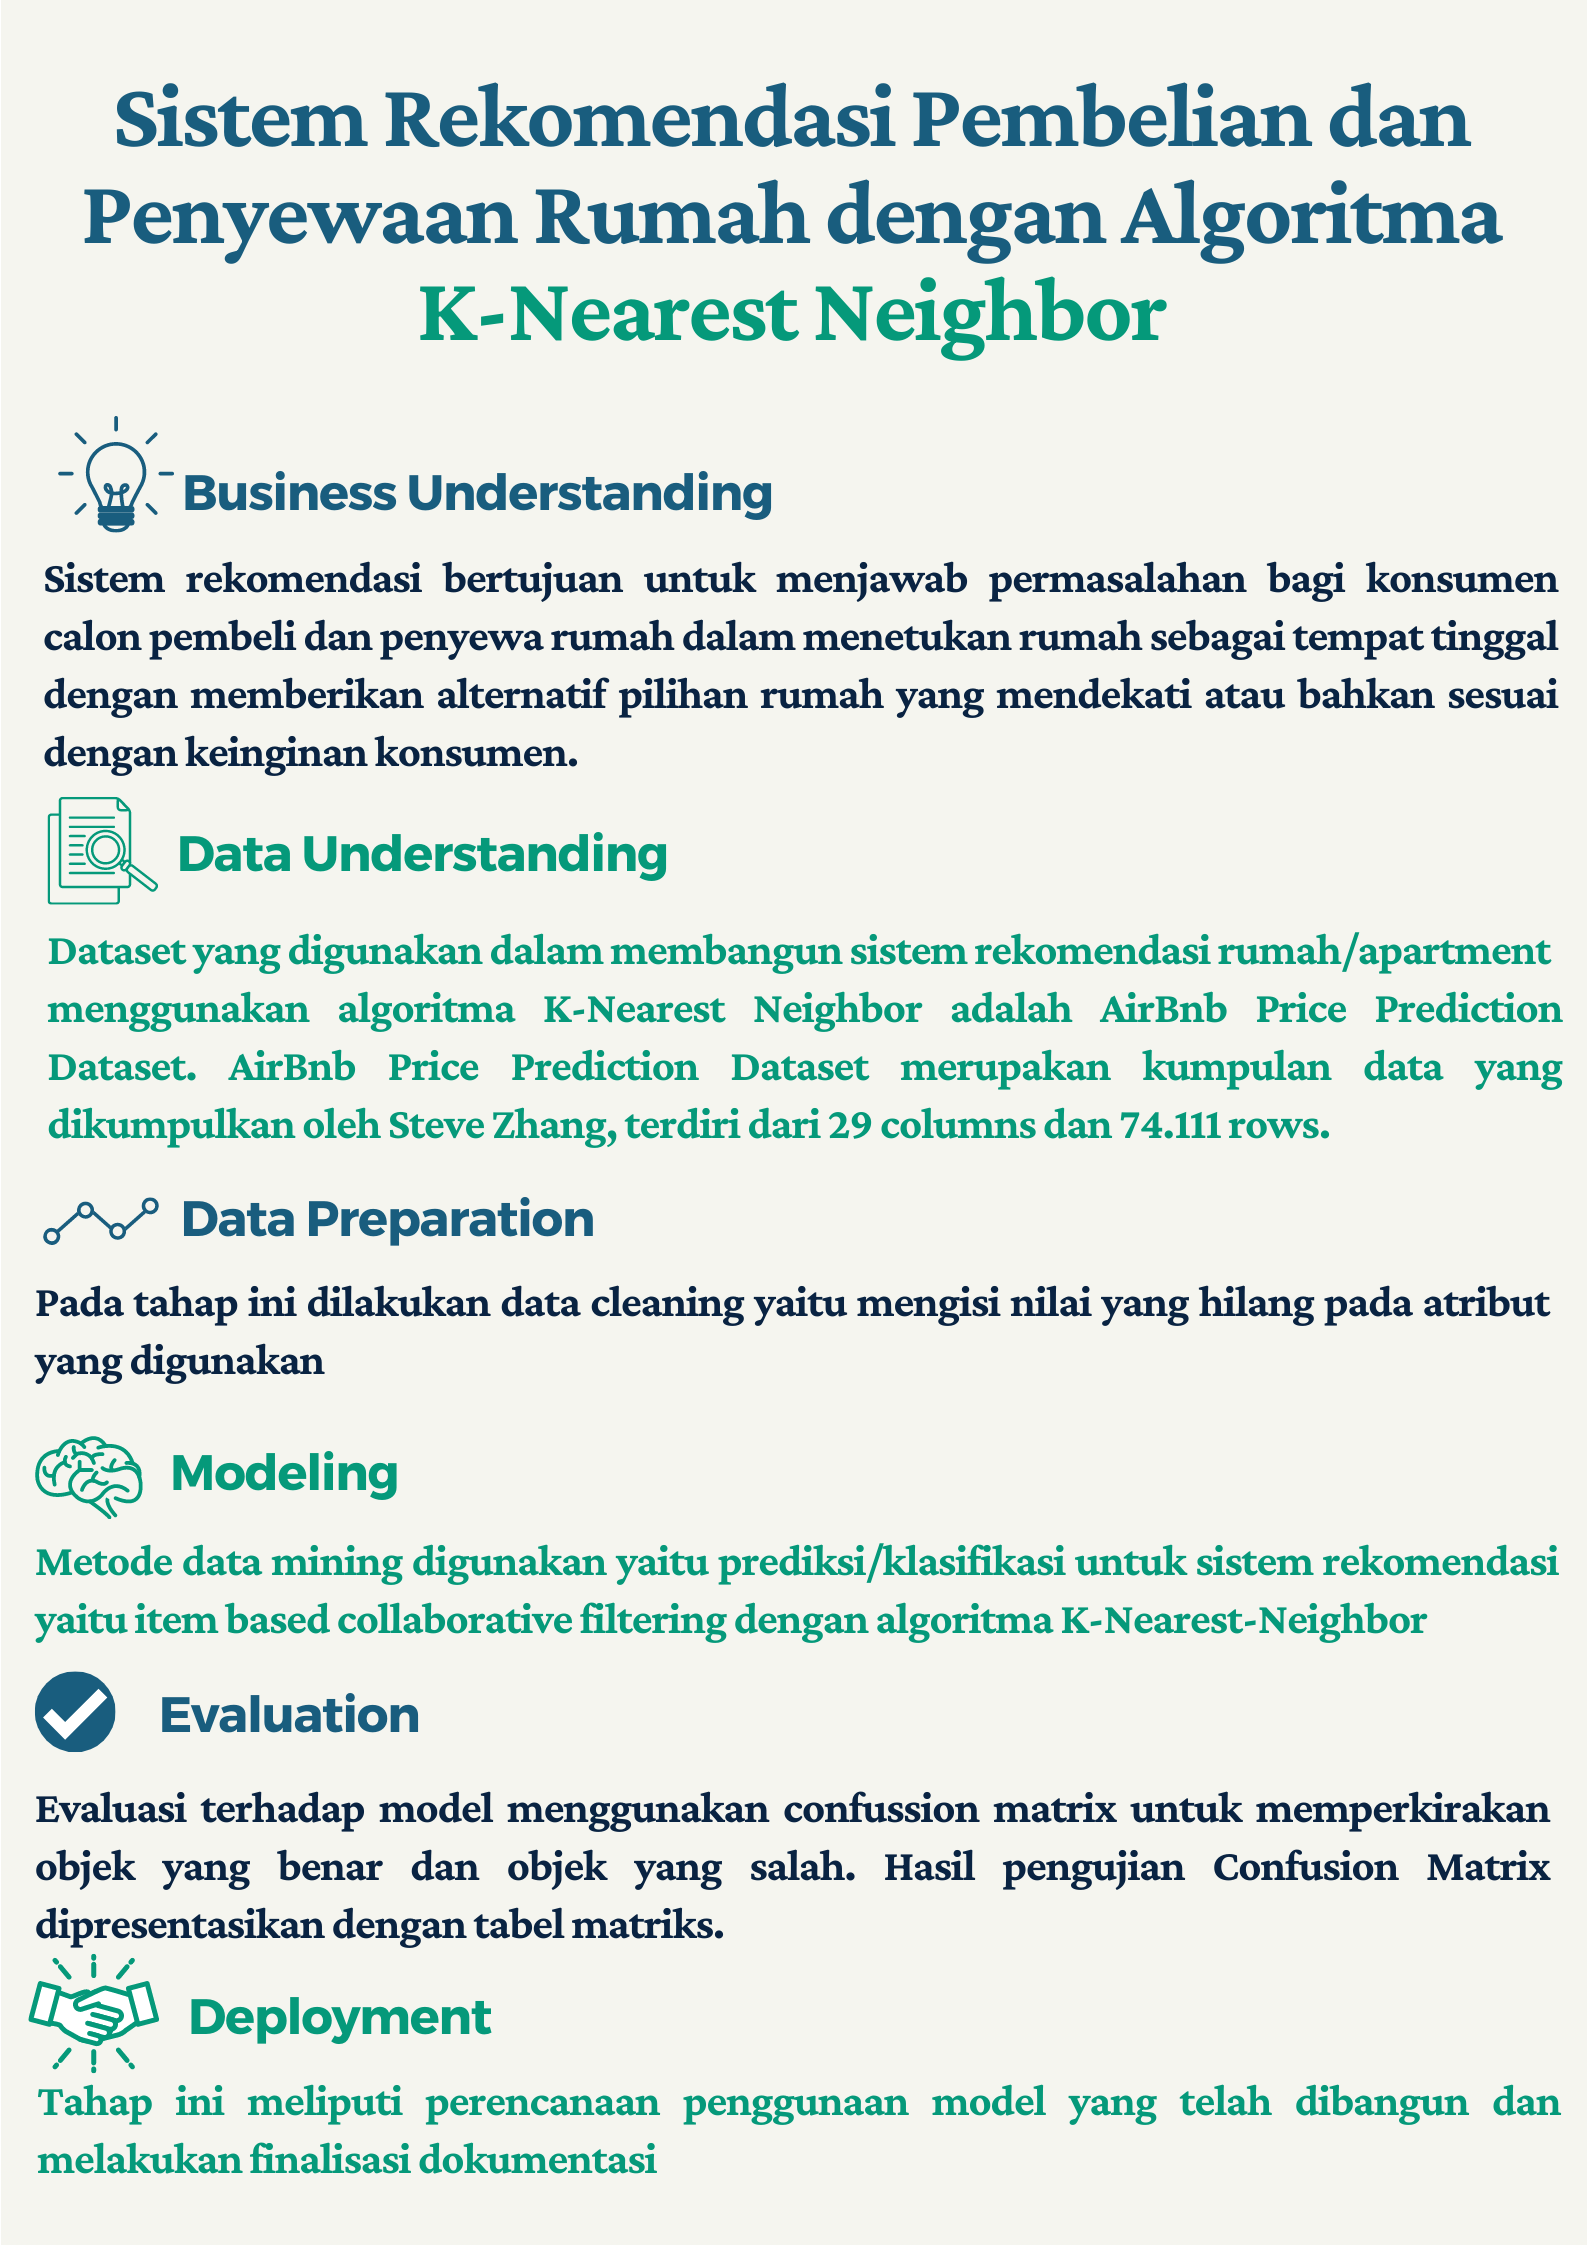 Sistem Rekomendasi Pembelian dan
Penyewaan Rumah dengan Algoritma
K-Nearest Neighbor
Business Understanding
Sistem rekomendasi bertujuan untuk menjawab permasalahan bagi konsumen
calon pembeli dan penyewa rumah dalam menetukan rumah sebagai tempat tinggal
dengan memberikan alternatif pilihan rumah yang mendekati atau bahkan sesuai
dengan keinginan konsumen.
Data Understanding
Dataset yang digunakan dalam membangun sistem rekomendasi rumah/apartment
menggunakan algoritma K-Nearest Neighbor adalah AirBnb Price Prediction
Dataset. AirBnb Price Prediction Dataset merupakan kumpulan data yang
dikumpulkan oleh Steve Zhang, terdiri dari 29 columns dan 74.111 rows.
Data Preparation
Pada tahap ini dilakukan data cleaning yaitu mengisi nilai yang hilang pada atribut
yang digunakan
Modeling
Metode data mining digunakan yaitu prediksi/klasifikasi untuk sistem rekomendasi
yaitu item based collaborative filtering dengan algoritma K-Nearest-Neighbor
Evaluation
Evaluasi terhadap model menggunakan confussion matrix untuk memperkirakan
objek yang benar dan objek yang salah. Hasil pengujian Confusion Matrix
dipresentasikan dengan tabel matriks.
Deployment
Tahap ini meliputi perencanaan penggunaan model yang telah dibangun dan
melakukan finalisasi dokumentasi